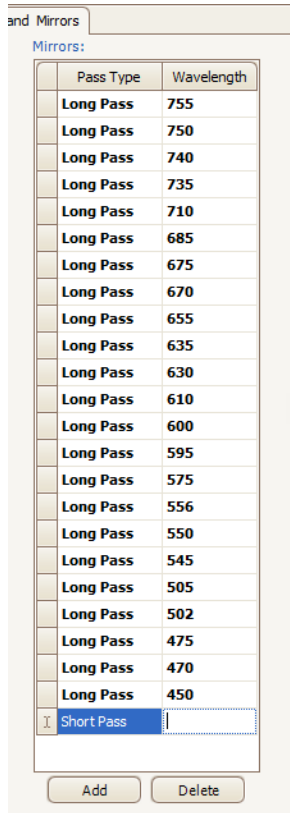 and Mirrors
Mirrors:
Pass Type Wavelength
Long Pass 755
Long Pass 750
Long Pass 740
Long Pass 735
Long Pass 710
Long Pass 685
Long Pass 675
Long Pass 670
Long Pass 655
Long Pass 635
Long Pass 630
Long Pass 610
Long Pass 600
Long Pass 595
Long Pass 575
Long Pass 556
Long Pass 550
Long Pass 545
Long Pass 505
Long Pass 502
Long Pass 475
Long Pass 470
Long Pass 450
Short Pass
Add Delete